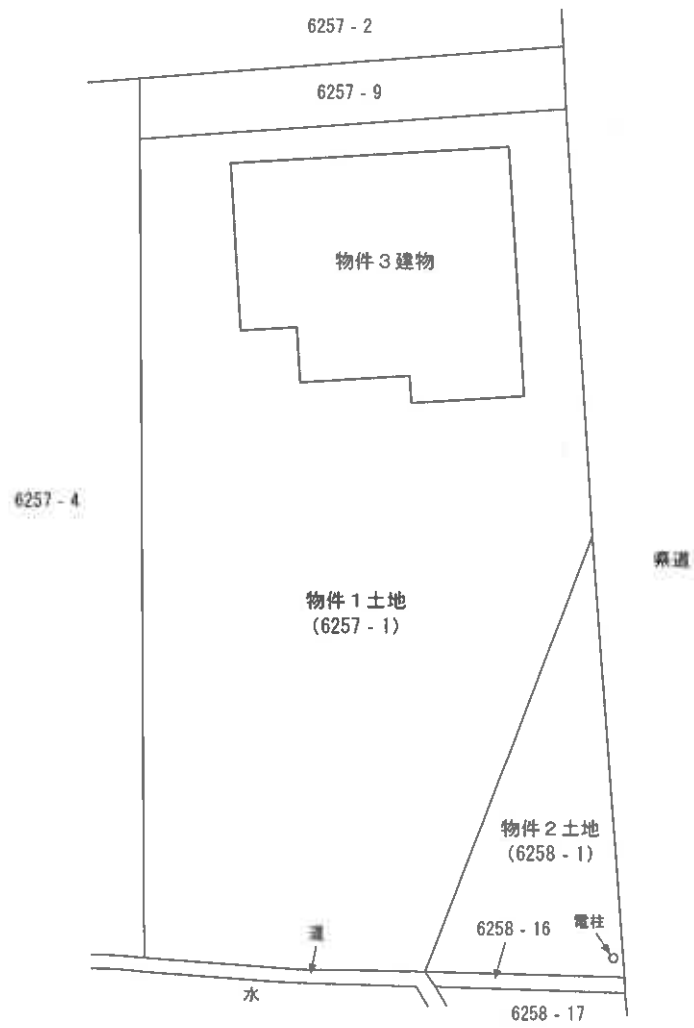 6257 - 2
6257 - 9
物件３建物
6257 - 4
県道
物件１土地
(6257 - 1)
物件２土地
(6258 - 1)
道
6258 - 16
電柱
水
6258 - 17